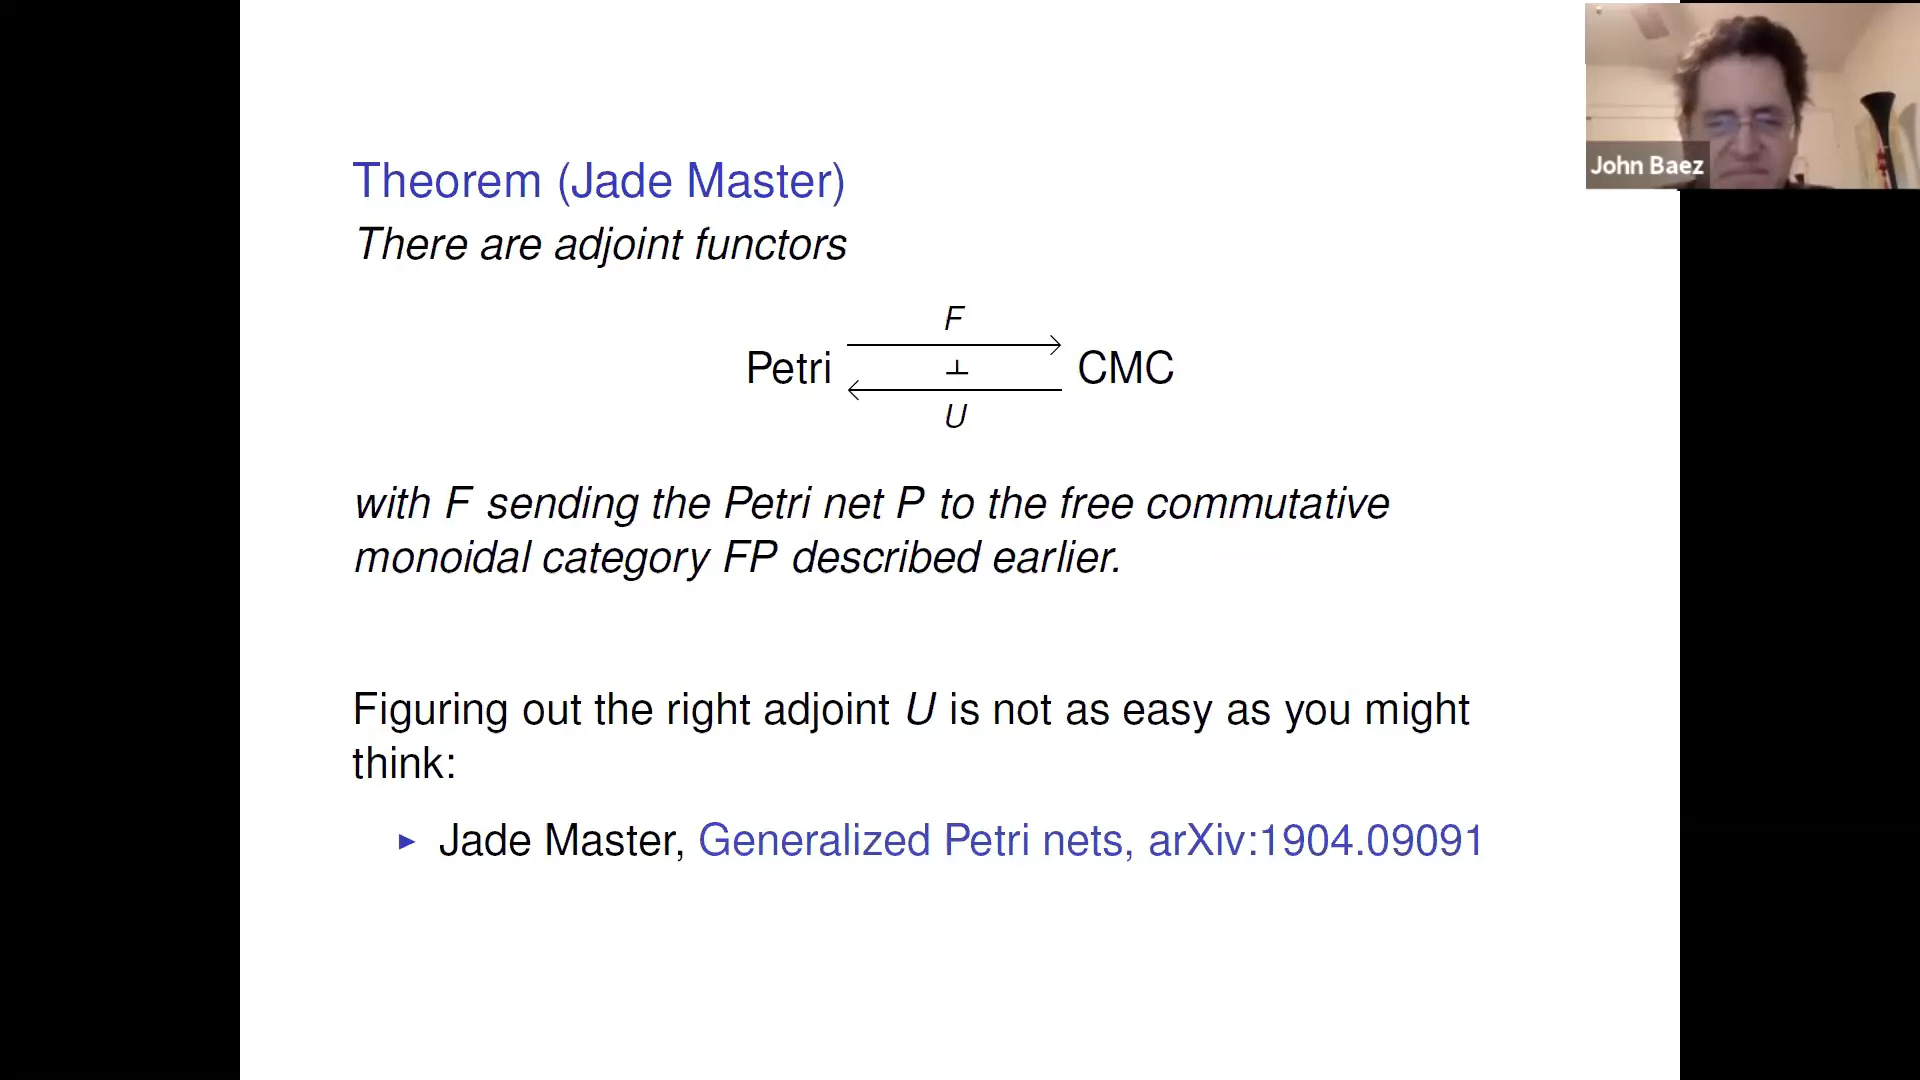 John Baez
Theorem (Jade Master)
There are adjoint functors
F
Petri ⊥ CMC
U
with F sending the Petri net P to the free commutative
monoidal category FP described earlier.
Figuring out the right adjoint U is not as easy as you might
think:
▶ Jade Master, Generalized Petri nets, arXiv:1904.09091